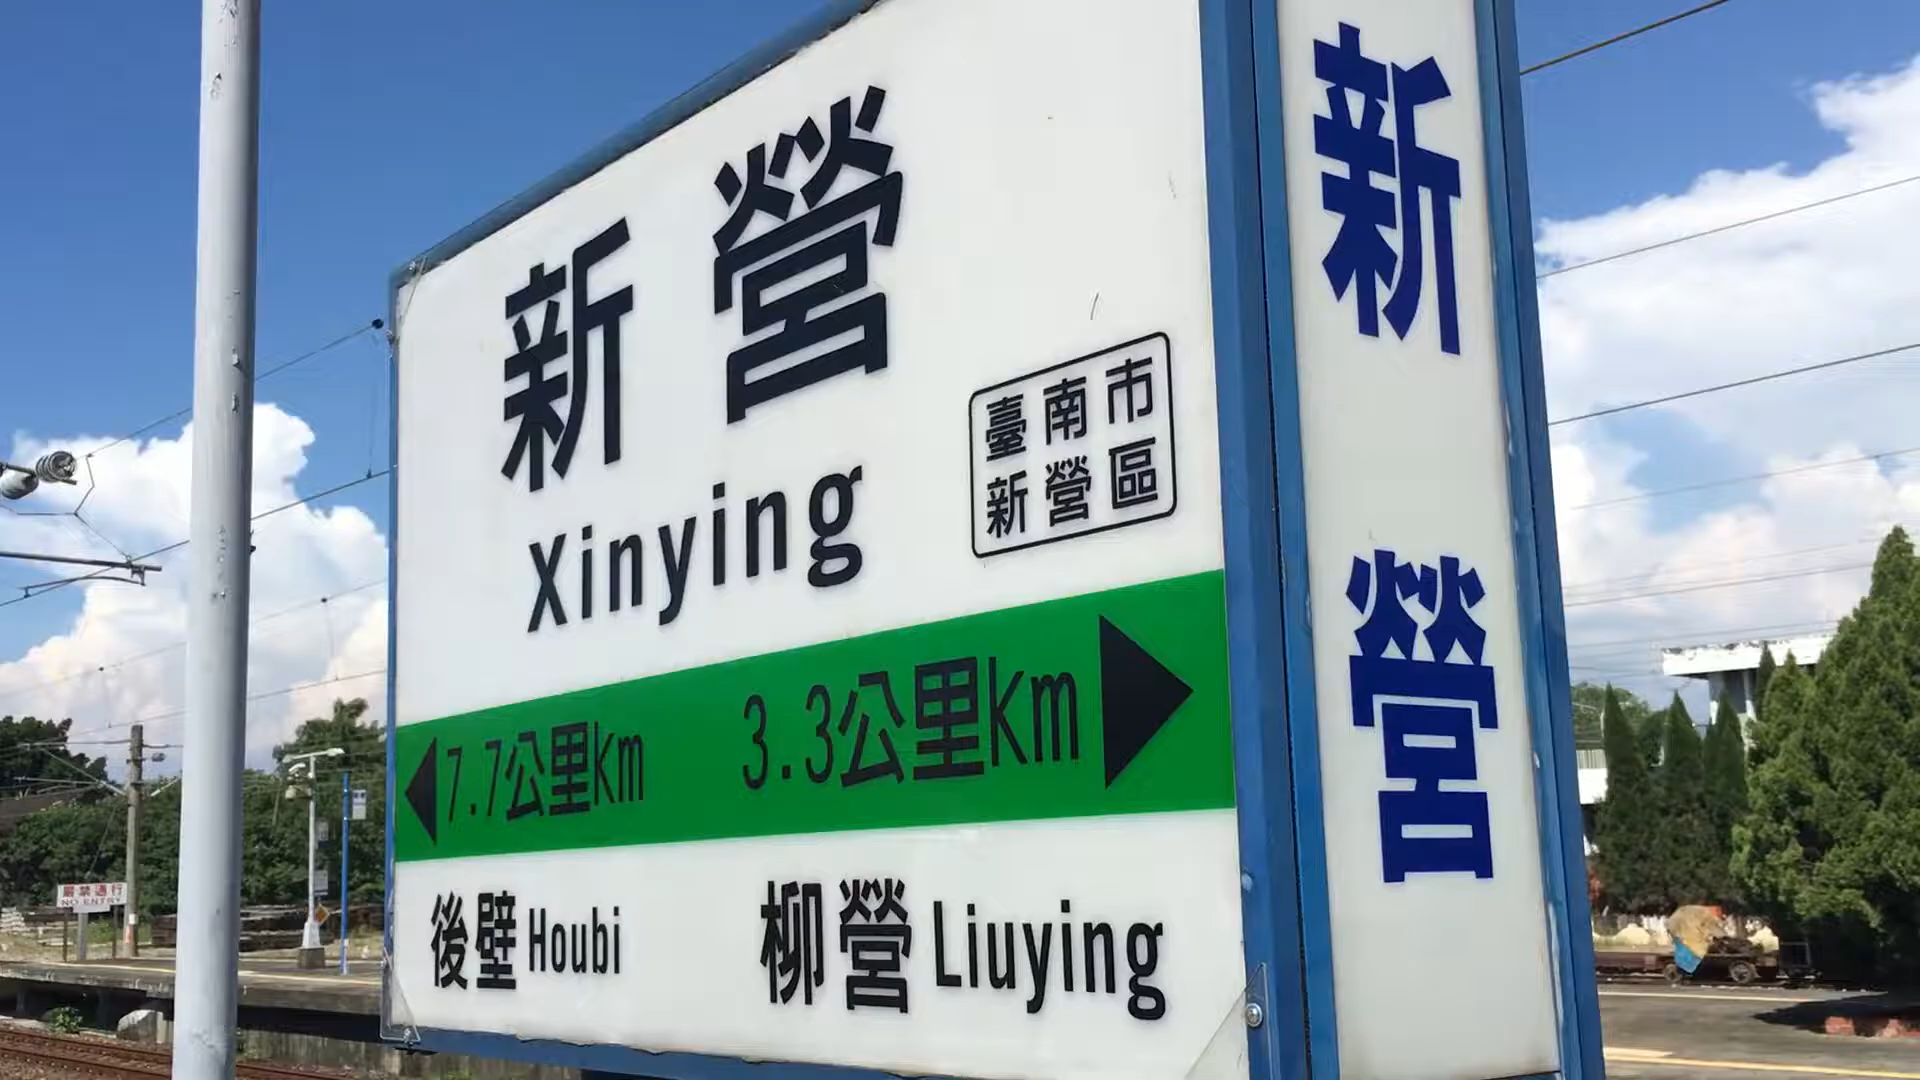 新營
Xinying
臺南市
新營區
7.7公里km 3.3公里km
後壁 Houbi 柳營 Liuying
新營
嚴禁通行
NO ENTRY